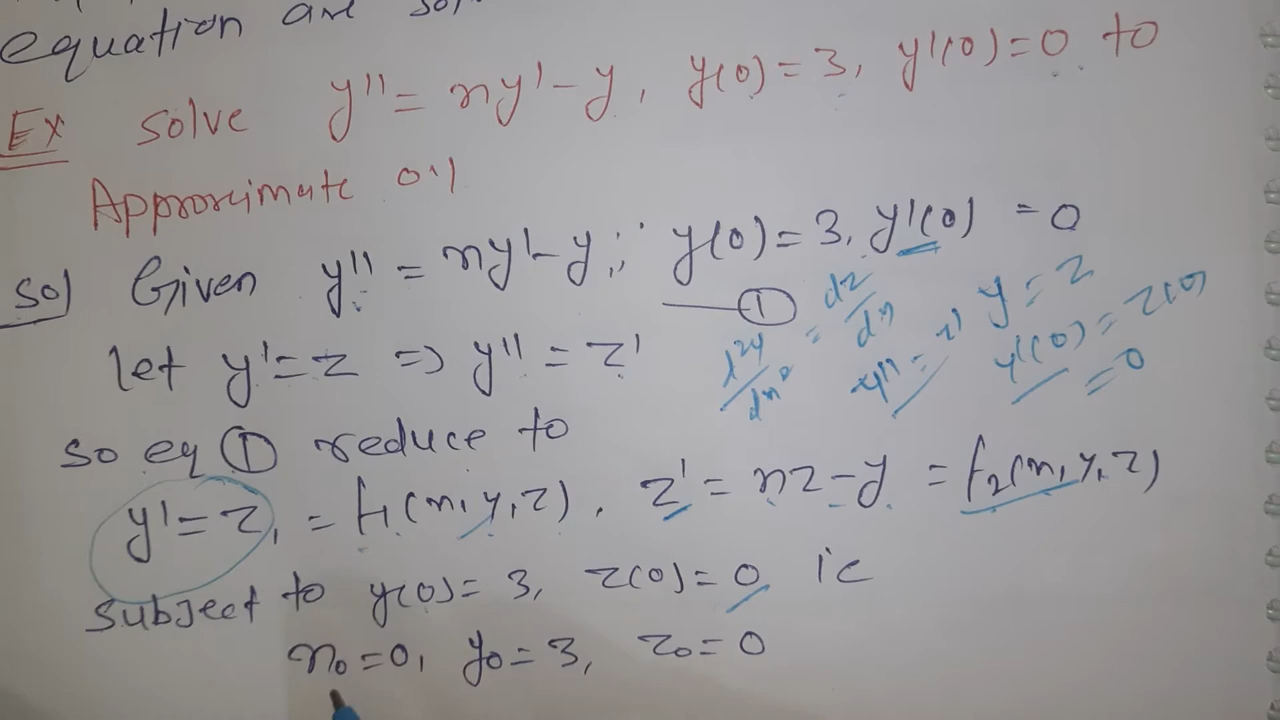 equation are
Ex solve y'' = xy' - y, y(0) = 3, y'(0) = 0 to
Approximate 0.1
Sol Given y'' = xy' - y ; y(0) = 3, y'(0) = 0
— ①
let y' = z => y'' = z'
d²y/dx² = dz/dx
y'' = z'
y' = z
y'(0) = z(0)
= 0
so eq ① reduce to
y' = z, = f₁(x, y, z), z' = xz - y = f₂(x, y, z)
subject to y(0) = 3, z(0) = 0 ie
x₀ = 0, y₀ = 3, z₀ = 0